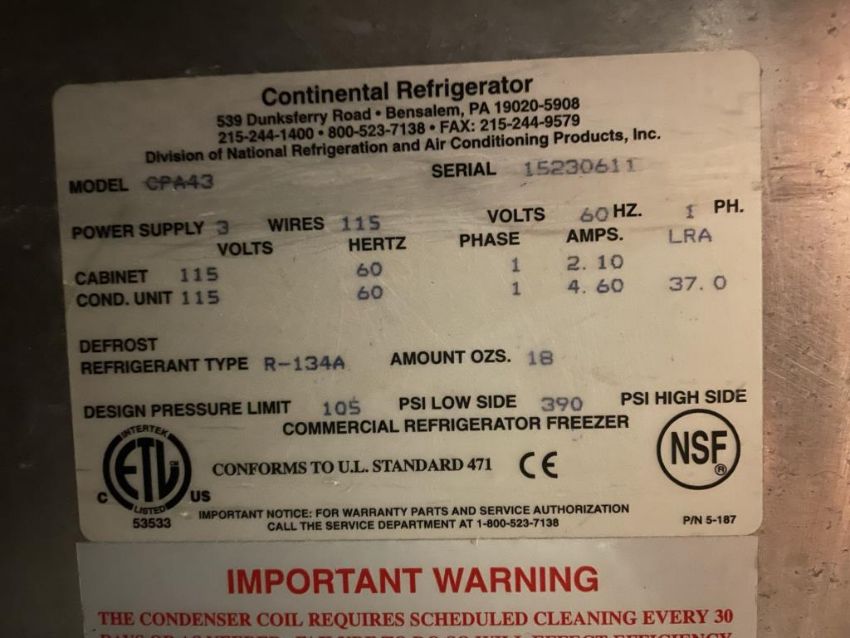 Continental Refrigerator
539 Dunksferry Road • Bensalem, PA 19020-5908
215-244-1400 • 800-523-7138 • FAX: 215-244-9579
Division of National Refrigeration and Air Conditioning Products, Inc.
MODEL CPA43 SERIAL 15230611
POWER SUPPLY 3 WIRES 115 VOLTS 60 HZ. 1 PH.
VOLTS HERTZ PHASE AMPS. LRA
CABINET 115 60 1 2.10
COND. UNIT 115 60 1 4.60 37.0
DEFROST
REFRIGERANT TYPE R-134A AMOUNT OZS. 18
DESIGN PRESSURE LIMIT 105 PSI LOW SIDE 390 PSI HIGH SIDE
COMMERCIAL REFRIGERATOR FREEZER
INTERTEK
ETL
LISTED
C US
53533
CONFORMS TO U.L. STANDARD 471 CE
NSF
®
IMPORTANT NOTICE: FOR WARRANTY PARTS AND SERVICE AUTHORIZATION
CALL THE SERVICE DEPARTMENT AT 1-800-523-7138
P/N 5-187
IMPORTANT WARNING
THE CONDENSER COIL REQUIRES SCHEDULED CLEANING EVERY 30